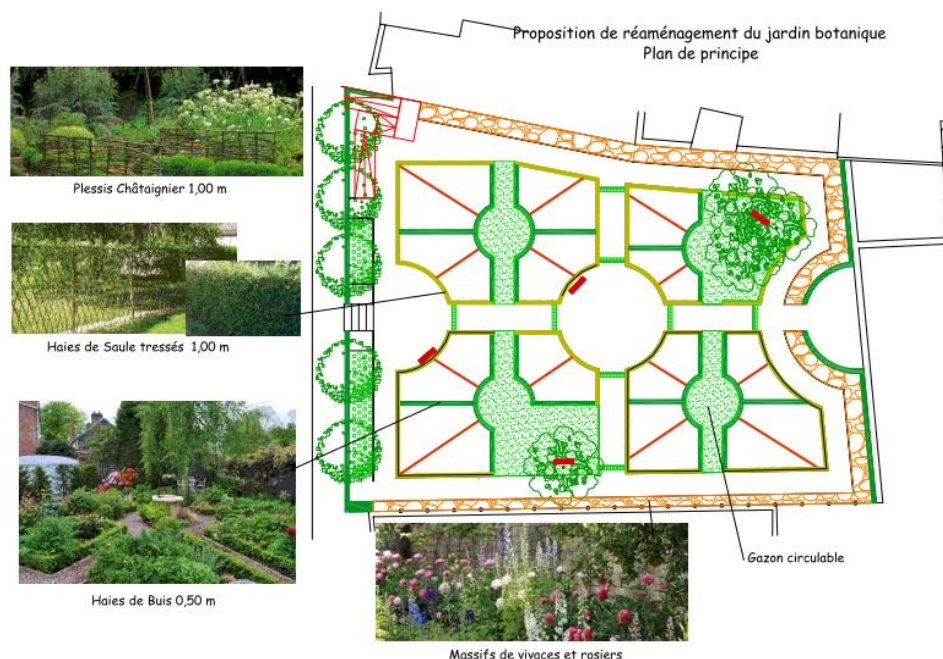 Proposition de réaménagement du jardin botanique
Plan de principe
Plessis Châtaignier 1,00 m
Haies de Saule tressés 1,00 m
Haies de Buis 0,50 m
Gazon circulable
Massifs de vivaces et rosiers